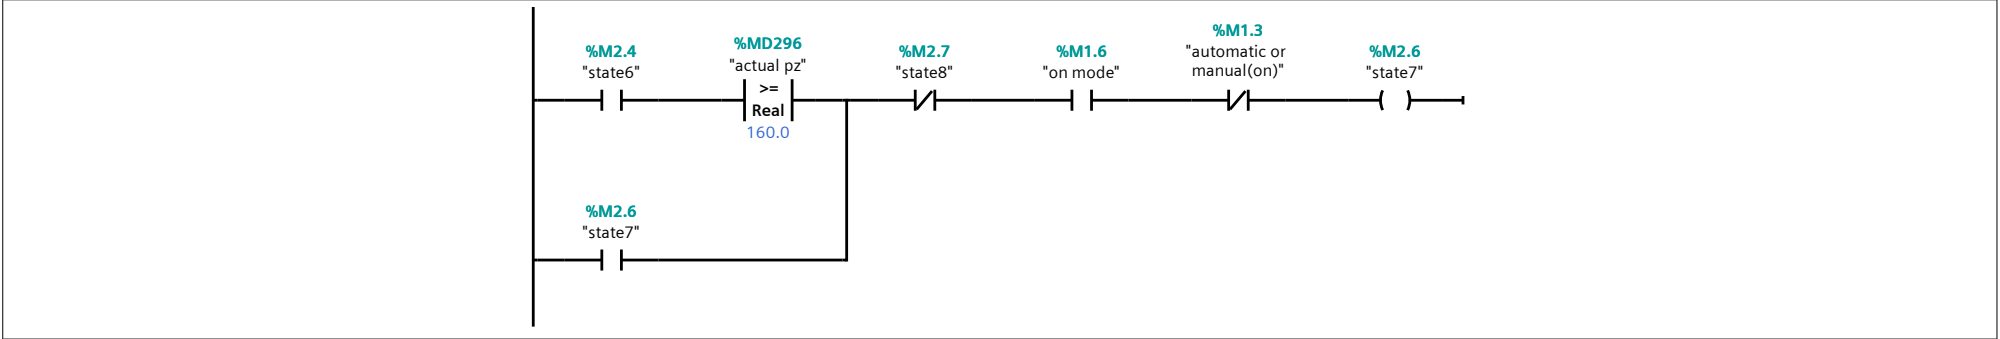 %M2.4
"state6"
%MD296
"actual pz"
>=
Real
160.0
%M2.7
"state8"
%M1.6
"on mode"
%M1.3
"automatic or
manual(on)"
%M2.6
"state7"
%M2.6
"state7"